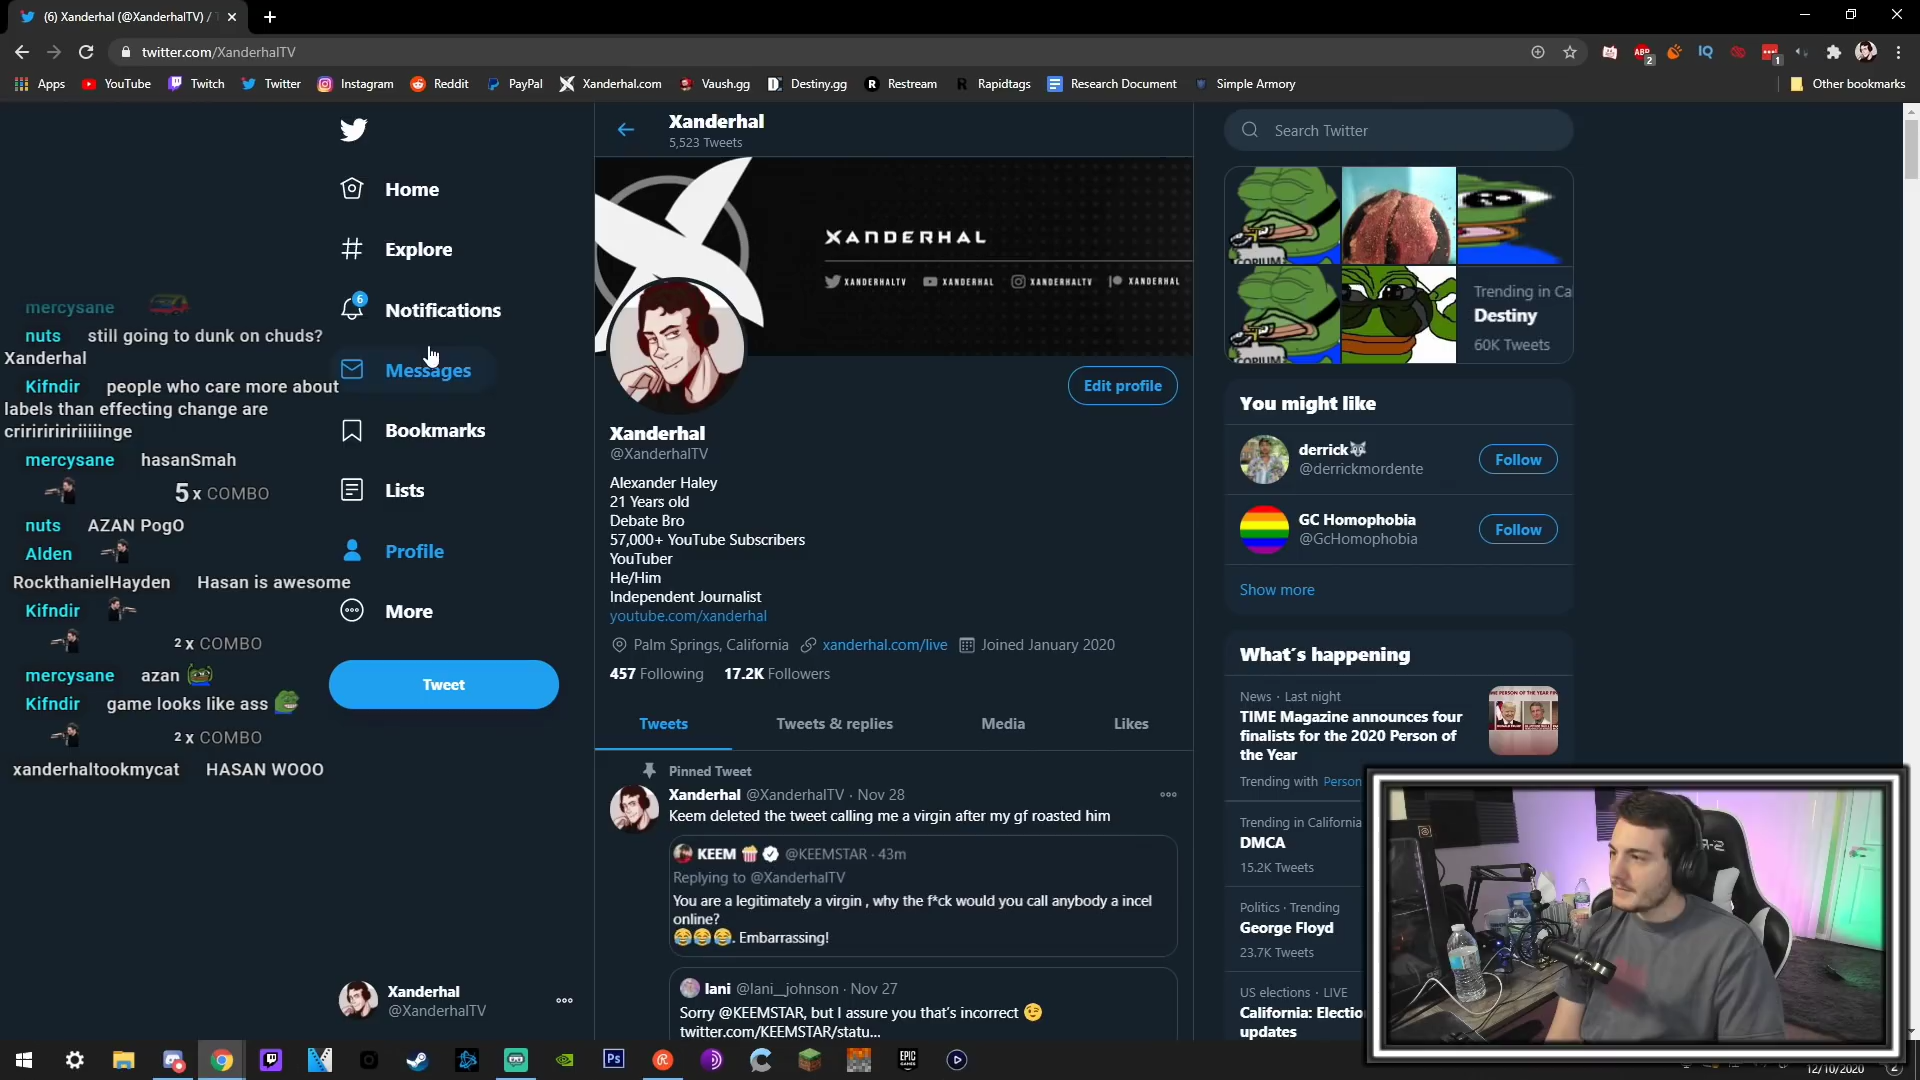 (6) Xanderhal (@XanderhalTV) / T
twitter.com/XanderhalTV
Apps YouTube Twitch Twitter Instagram Reddit PayPal Xanderhal.com Vaush.gg Destiny.gg Restream Rapidtags Research Document Simple Armory Other bookmarks
Home
Explore
6
Notifications
Messages
Bookmarks
Lists
Profile
More
Tweet
Xanderhal
@XanderhalTV
mercysane
nuts still going to dunk on chuds?
Xanderhal
Kifndir people who care more about
labels than effecting change are
cririririririiiiinge
mercysane hasanSmah
5 x COMBO
nuts AZAN PogO
Alden
RockthanielHayden Hasan is awesome
Kifndir
2 x COMBO
mercysane azan
Kifndir game looks like ass
2 x COMBO
xanderhaltookmycat HASAN WOOO
Xanderhal
5,523 Tweets
XANDERHAL
XANDERHALTV XANDERHAL XANDERHALTV XANDERHAL
Edit profile
Xanderhal
@XanderhalTV
Alexander Haley
21 Years old
Debate Bro
57,000+ YouTube Subscribers
YouTuber
He/Him
Independent Journalist
youtube.com/xanderhal
Palm Springs, California xanderhal.com/live Joined January 2020
457 Following 17.2K Followers
Tweets Tweets & replies Media Likes
Pinned Tweet
Xanderhal @XanderhalTV · Nov 28
Keem deleted the tweet calling me a virgin after my gf roasted him
KEEM 🍿 @KEEMSTAR · 43m
Replying to @XanderhalTV
You are a legitimately a virgin , why the f*ck would you call anybody a incel
online?
😂😂😂. Embarrassing!
lani @lani__johnson · Nov 27
Sorry @KEEMSTAR, but I assure you that's incorrect 😉
twitter.com/KEEMSTAR/statu...
Search Twitter
COPIUM
COPIUM
Trending in Ca
Destiny
60K Tweets
You might like
derrick🐺
@derrickmordente
Follow
GC Homophobia
@GcHomophobia
Follow
Show more
What's happening
News · Last night
TIME Magazine announces four
finalists for the 2020 Person of
the Year
Trending with Person
Trending in California
DMCA
15.2K Tweets
Politics · Trending
George Floyd
23.7K Tweets
US elections · LIVE
California: Electio
updates
12/10/2020
2